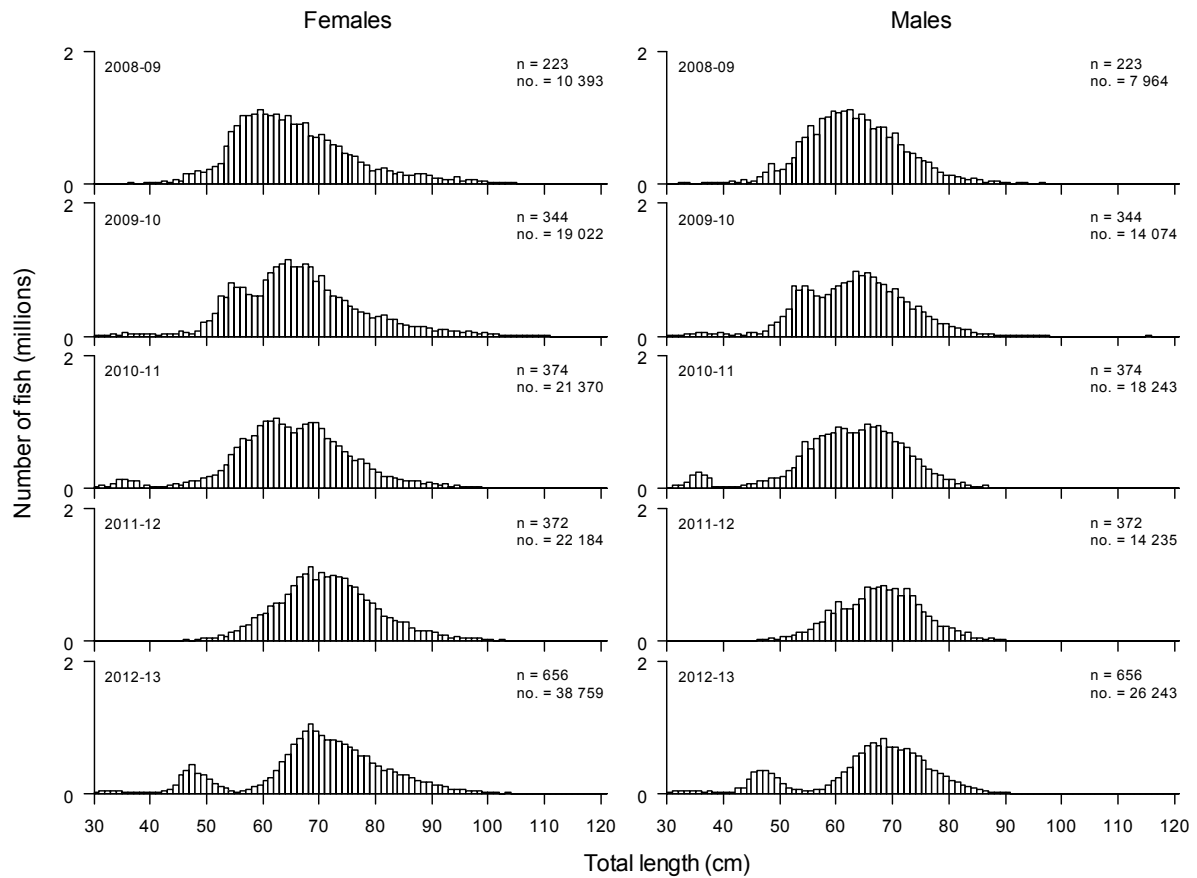 Females
Males
2
2008-09
n = 223
no. = 10 393
0
2
2008-09
n = 223
no. = 7 964
0
2
2009-10
n = 344
no. = 19 022
0
2
2009-10
n = 344
no. = 14 074
0
2
2010-11
n = 374
no. = 21 370
0
2
2010-11
n = 374
no. = 18 243
0
2
2011-12
n = 372
no. = 22 184
0
2
2011-12
n = 372
no. = 14 235
0
2
2012-13
n = 656
no. = 38 759
0
2
2012-13
n = 656
no. = 26 243
0
Number of fish (millions)
30 40 50 60 70 80 90 100 110 120
30 40 50 60 70 80 90 100 110 120
Total length (cm)